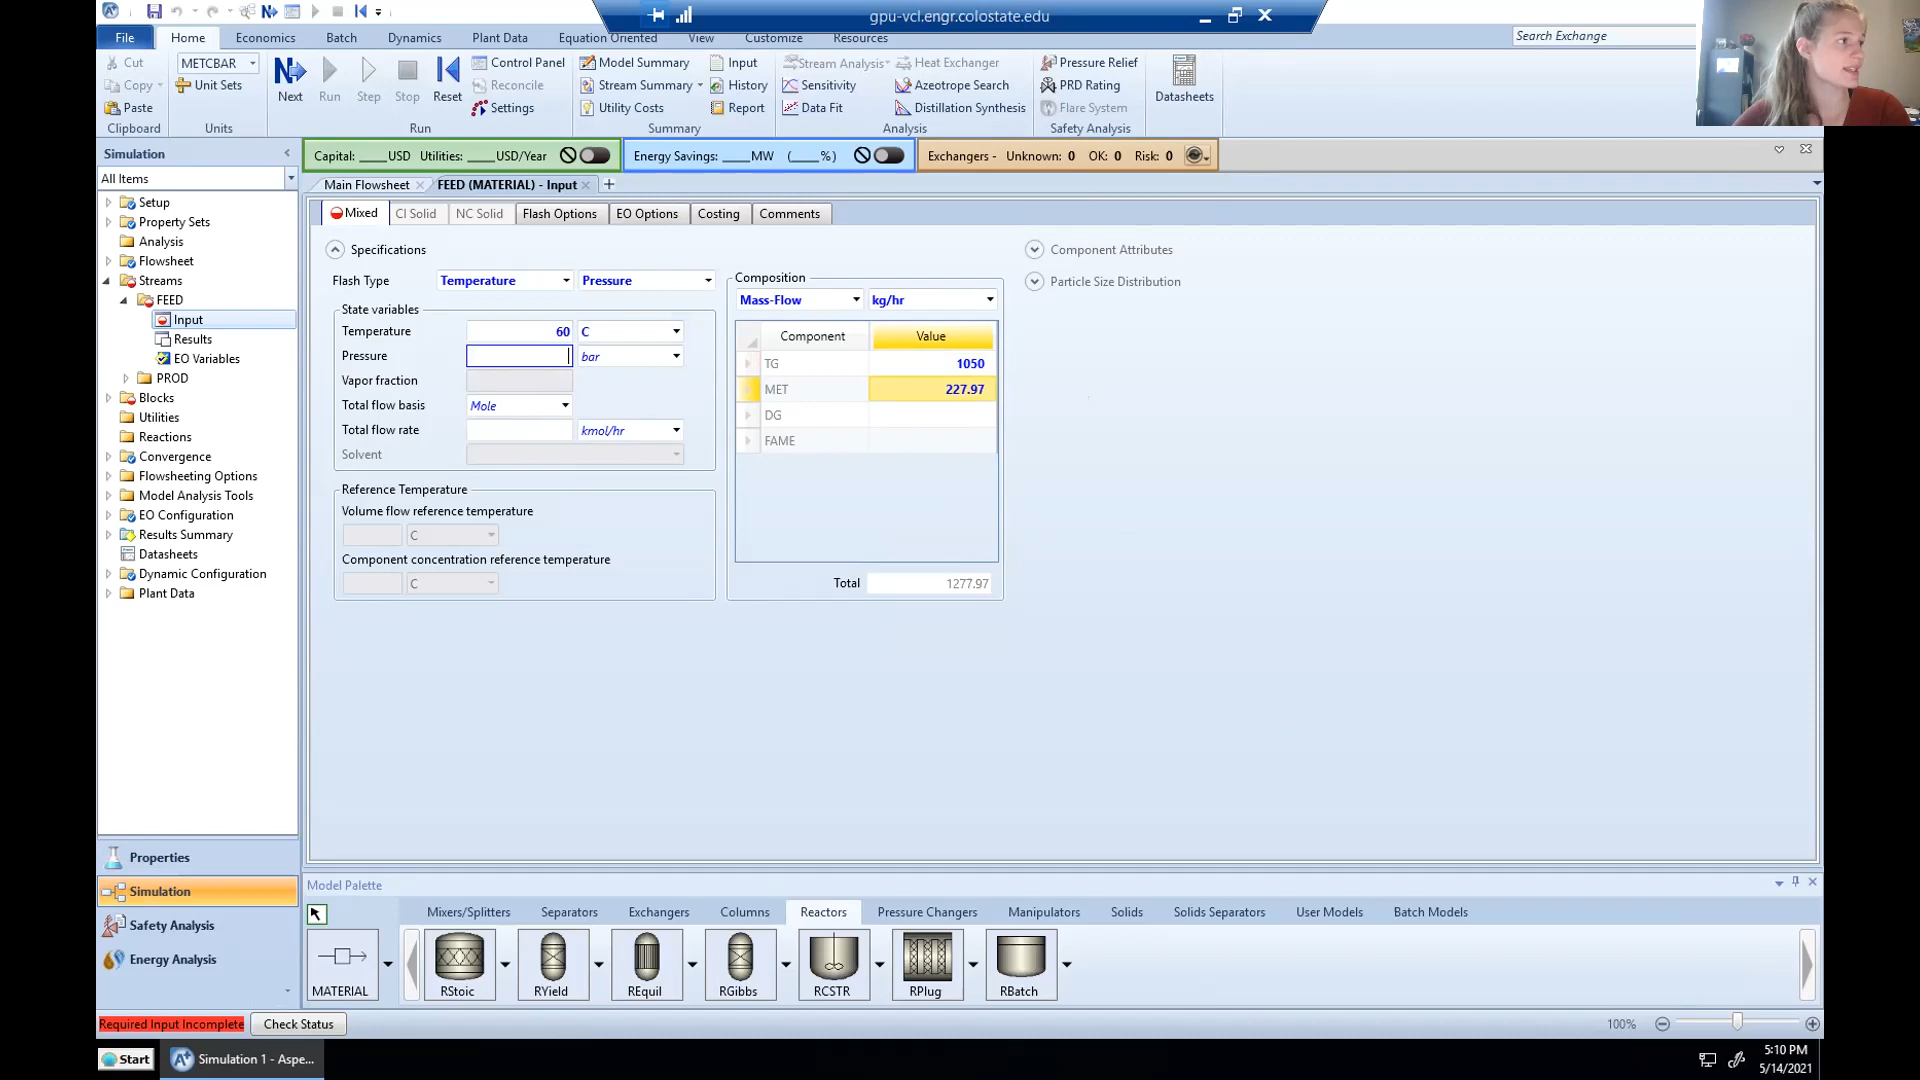 gpu-vcl.engr.colostate.edu
File Home Economics Batch Dynamics Plant Data Equation Oriented View Customize Resources
Search Exchange
Cut
Copy
Paste
Clipboard
METCBAR
Unit Sets
Units
Next
Run
Step
Stop
Reset
Control Panel
Reconcile
Settings
Run
Model Summary
Stream Summary
Utility Costs
Input
History
Report
Summary
Stream Analysis
Sensitivity
Data Fit
Heat Exchanger
Azeotrope Search
Distillation Synthesis
Analysis
Pressure Relief
PRD Rating
Flare System
Safety Analysis
Datasheets
Capital: ____USD Utilities: ____USD/Year
Energy Savings: ____MW (____%)
Exchangers - Unknown: 0 OK: 0 Risk: 0
Simulation
All Items
Setup
Property Sets
Analysis
Flowsheet
Streams
FEED
Input
Results
EO Variables
PROD
Blocks
Utilities
Reactions
Convergence
Flowsheeting Options
Model Analysis Tools
EO Configuration
Results Summary
Datasheets
Dynamic Configuration
Plant Data
Properties
Simulation
Safety Analysis
Energy Analysis
Main Flowsheet
FEED (MATERIAL) - Input
Mixed CI Solid NC Solid Flash Options EO Options Costing Comments
Specifications
Flash Type Temperature Pressure
State variables
Temperature 60 C
Pressure bar
Vapor fraction
Total flow basis Mole
Total flow rate kmol/hr
Solvent
Reference Temperature
Volume flow reference temperature
C
Component concentration reference temperature
C
Composition
Mass-Flow kg/hr
Component Value
TG 1050
MET 227.97
DG
FAME
Total 1277.97
Component Attributes
Particle Size Distribution
Model Palette
Mixers/Splitters Separators Exchangers Columns Reactors Pressure Changers Manipulators Solids Solids Separators User Models Batch Models
MATERIAL RStoic RYield REquil RGibbs RCSTR RPlug RBatch
Required Input Incomplete Check Status
100%
Start
Simulation 1 - Aspe...
5:10 PM
5/14/2021